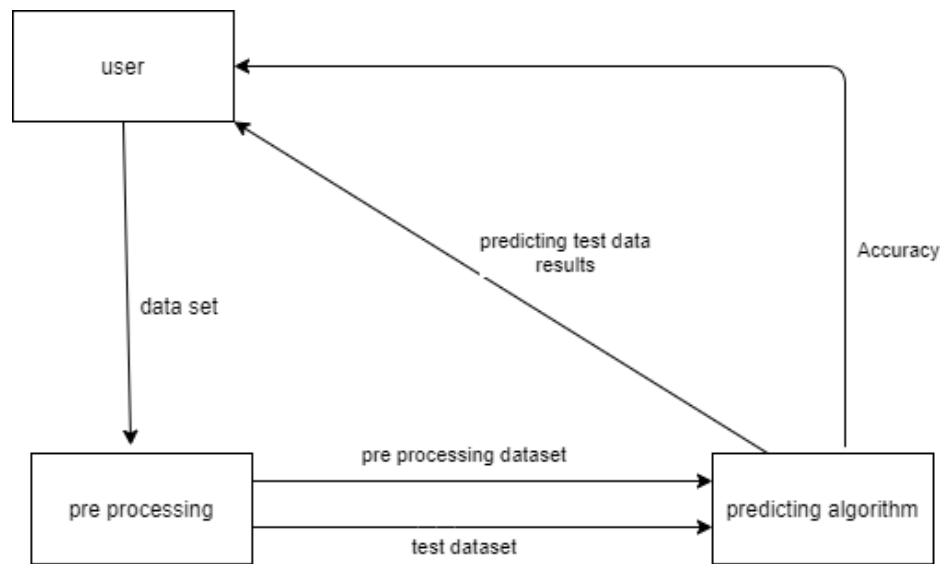 user
predicting test data
results
Accuracy
data set
pre processing dataset
pre processing
predicting algorithm
test dataset